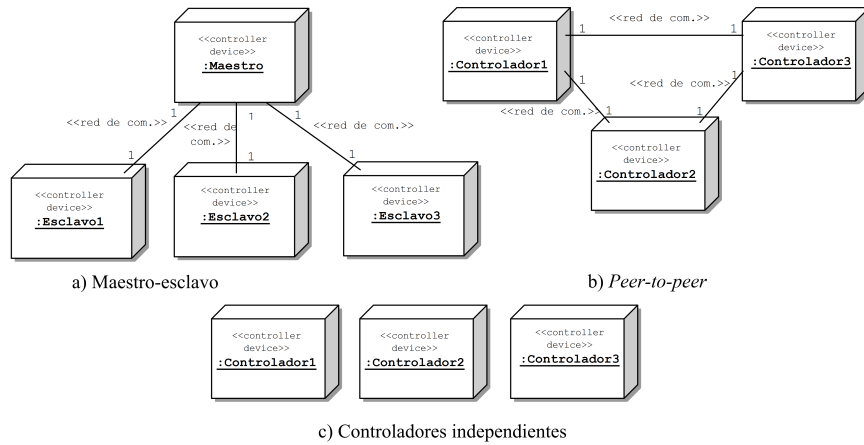 <<controller
device>>
:Maestro
1
1
1
<<red de com.>>
<<red de
com.>>
<<red de com.>>
1
1
1
<<controller
device>>
:Esclavo1
<<controller
device>>
:Esclavo2
<<controller
device>>
:Esclavo3
a) Maestro-esclavo
<<red de com.>>
<<controller
device>>
:Controlador1
1
1
<<controller
device>>
:Controlador3
1
1
<<red de com.>>
<<red de com.>>
1
1
<<controller
device>>
:Controlador2
b) Peer-to-peer
<<controller
device>>
:Controlador1
<<controller
device>>
:Controlador2
<<controller
device>>
:Controlador3
c) Controladores independientes